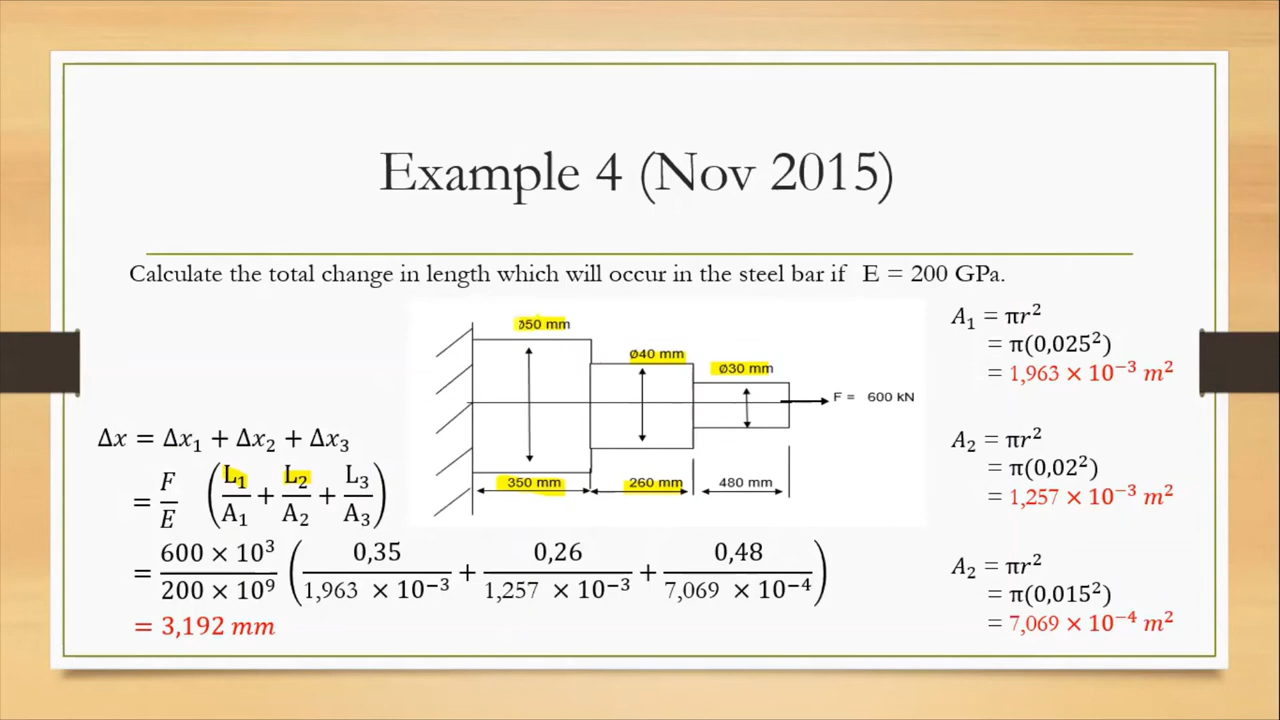 Example 4 (Nov 2015)
Calculate the total change in length which will occur in the steel bar if E = 200 GPa.
350 mm
Ø40 mm
Ø30 mm
F = 600 kN
350 mm
260 mm
480 mm
Δx = Δx₁ + Δx₂ + Δx₃
= F/E (L₁/A₁ + L₂/A₂ + L₃/A₃)
= 600 × 10³/200 × 10⁹ (0,35/1,963 × 10⁻³ + 0,26/1,257 × 10⁻³ + 0,48/7,069 × 10⁻⁴)
= 3,192 mm
A₁ = πr²
= π(0,025²)
= 1,963 × 10⁻³ m²
A₂ = πr²
= π(0,02²)
= 1,257 × 10⁻³ m²
A₂ = πr²
= π(0,015²)
= 7,069 × 10⁻⁴ m²